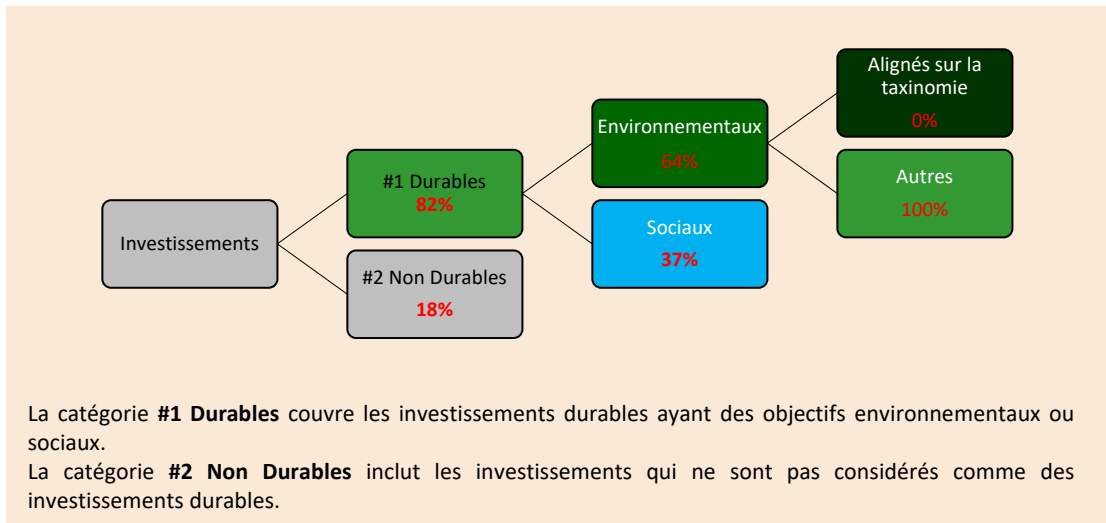 Investissements
#1 Durables
82%
#2 Non Durables
18%
Environnementaux
64%
Sociaux
37%
Alignés sur la
taxinomie
0%
Autres
100%
La catégorie #1 Durables couvre les investissements durables ayant des objectifs environnementaux ou
sociaux.
La catégorie #2 Non Durables inclut les investissements qui ne sont pas considérés comme des
investissements durables.